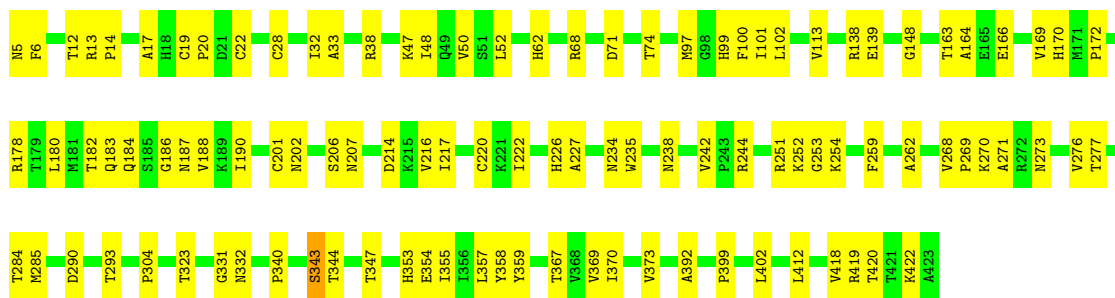 N5 F6 T12 R13 P14 A17 H18 C19 P20 D21 C22 C28 I32 A33 R38 K47 I48 Q49 V50 S51 L52 H62 R68 D71 T74 M97 G98 H99 F100 I101 L102 V113 R138 E139 G148 T163 A164 E165 E166 V169 H170 M171 P172
R178 T179 L180 M181 T182 Q183 Q184 S185 G186 N187 V188 K189 I190 C201 N202 S206 N207 D214 K215 V216 I217 C220 K221 I222 H226 A227 N234 W235 N238 V242 P243 R244 R251 K252 G253 K254 F259 A262 V268 P269 K270 A271 R272 N273 V276 T277
T284 M285 D290 T293 P304 T323 G331 N332 P340 S343 T344 T347 H353 E354 I355 I356 L357 Y358 Y359 T367 V368 V369 I370 V373 A392 P399 L402 L412 V418 R419 T420 T421 K422 A423